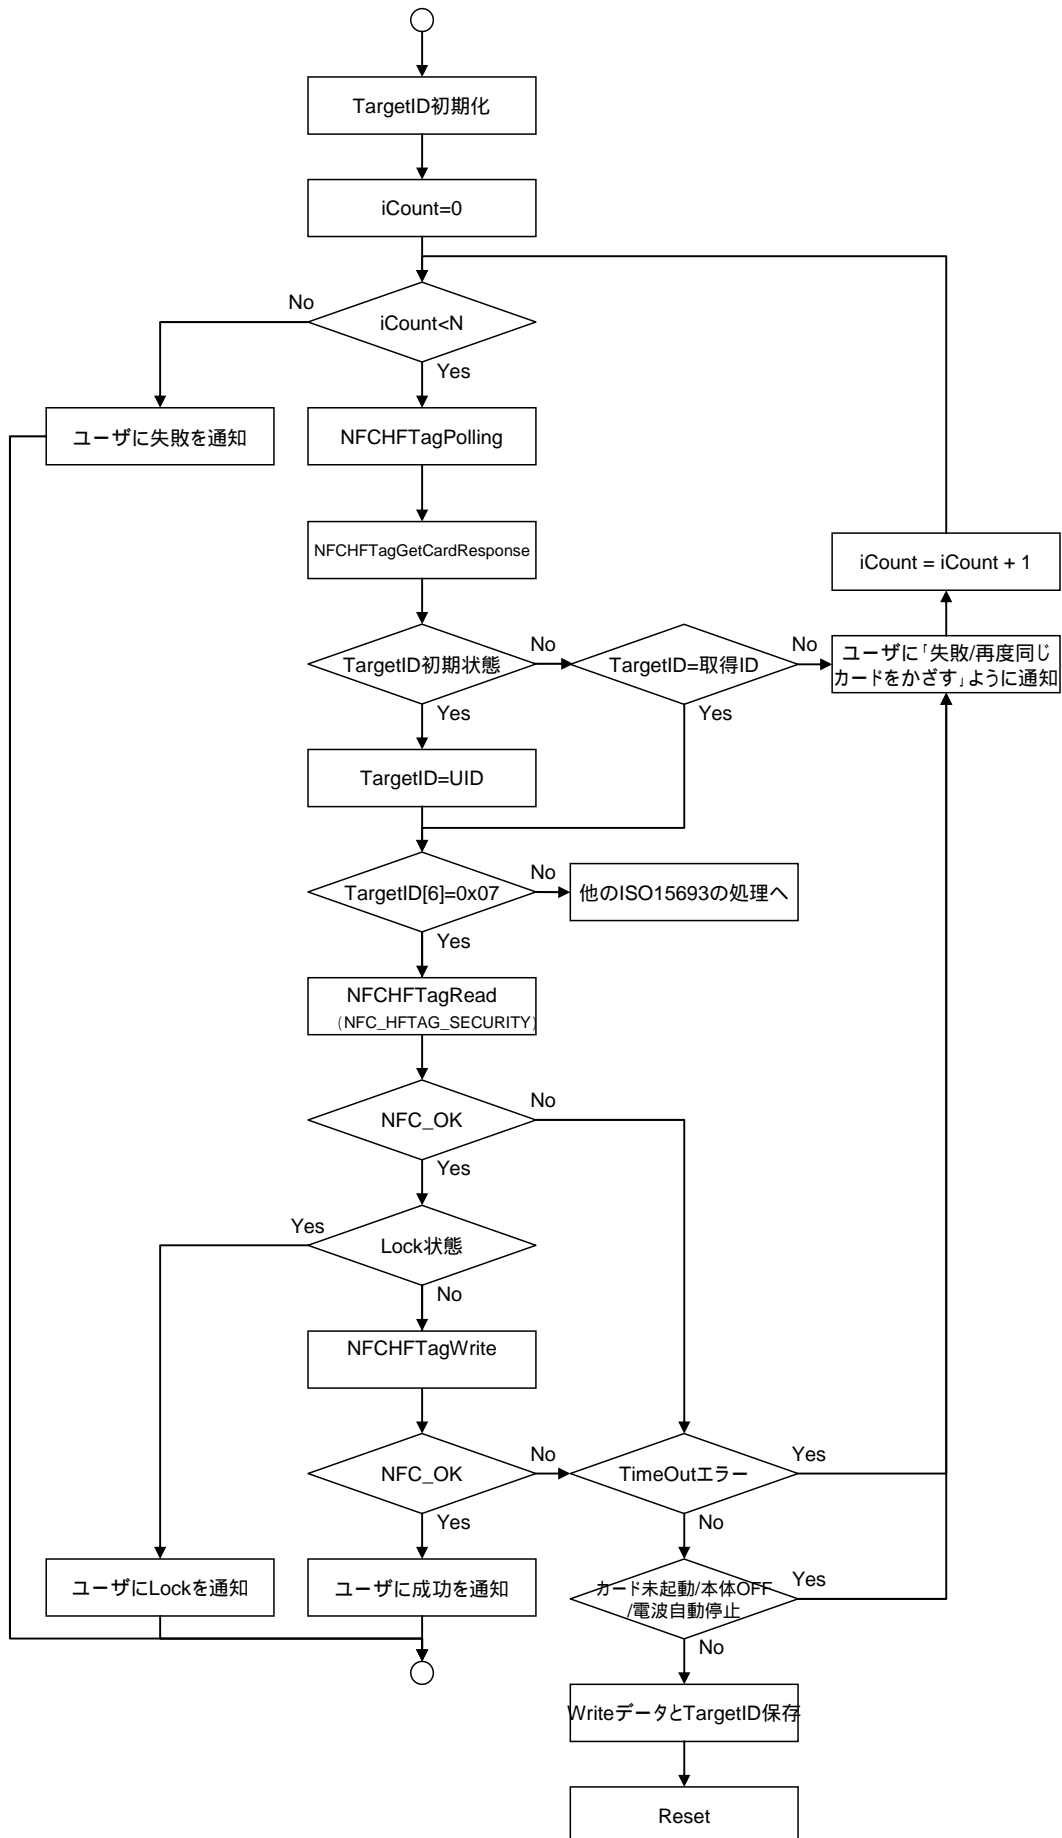 TargetID初期化
iCount=0
No
iCount<N
Yes
ユーザに失敗を通知
NFCHFTagPolling
NFCHFTagGetCardResponse
iCount = iCount + 1
TargetID初期状態
No
TargetID=取得ID
No
ユーザに「失敗/再度同じ
カードをかざす」ように通知
Yes
Yes
TargetID=UID
TargetID[6]=0x07
No
他のISO15693の処理へ
Yes
NFCHFTagRead
(NFC_HFTAG_SECURITY)
NFC_OK
No
Yes
Yes
Lock状態
No
NFCHFTagWrite
NFC_OK
No
TimeOutエラー
Yes
Yes
No
ユーザにLockを通知
ユーザに成功を通知
カード未起動/本体OFF
/電波自動停止
Yes
No
WriteデータとTargetID保存
Reset